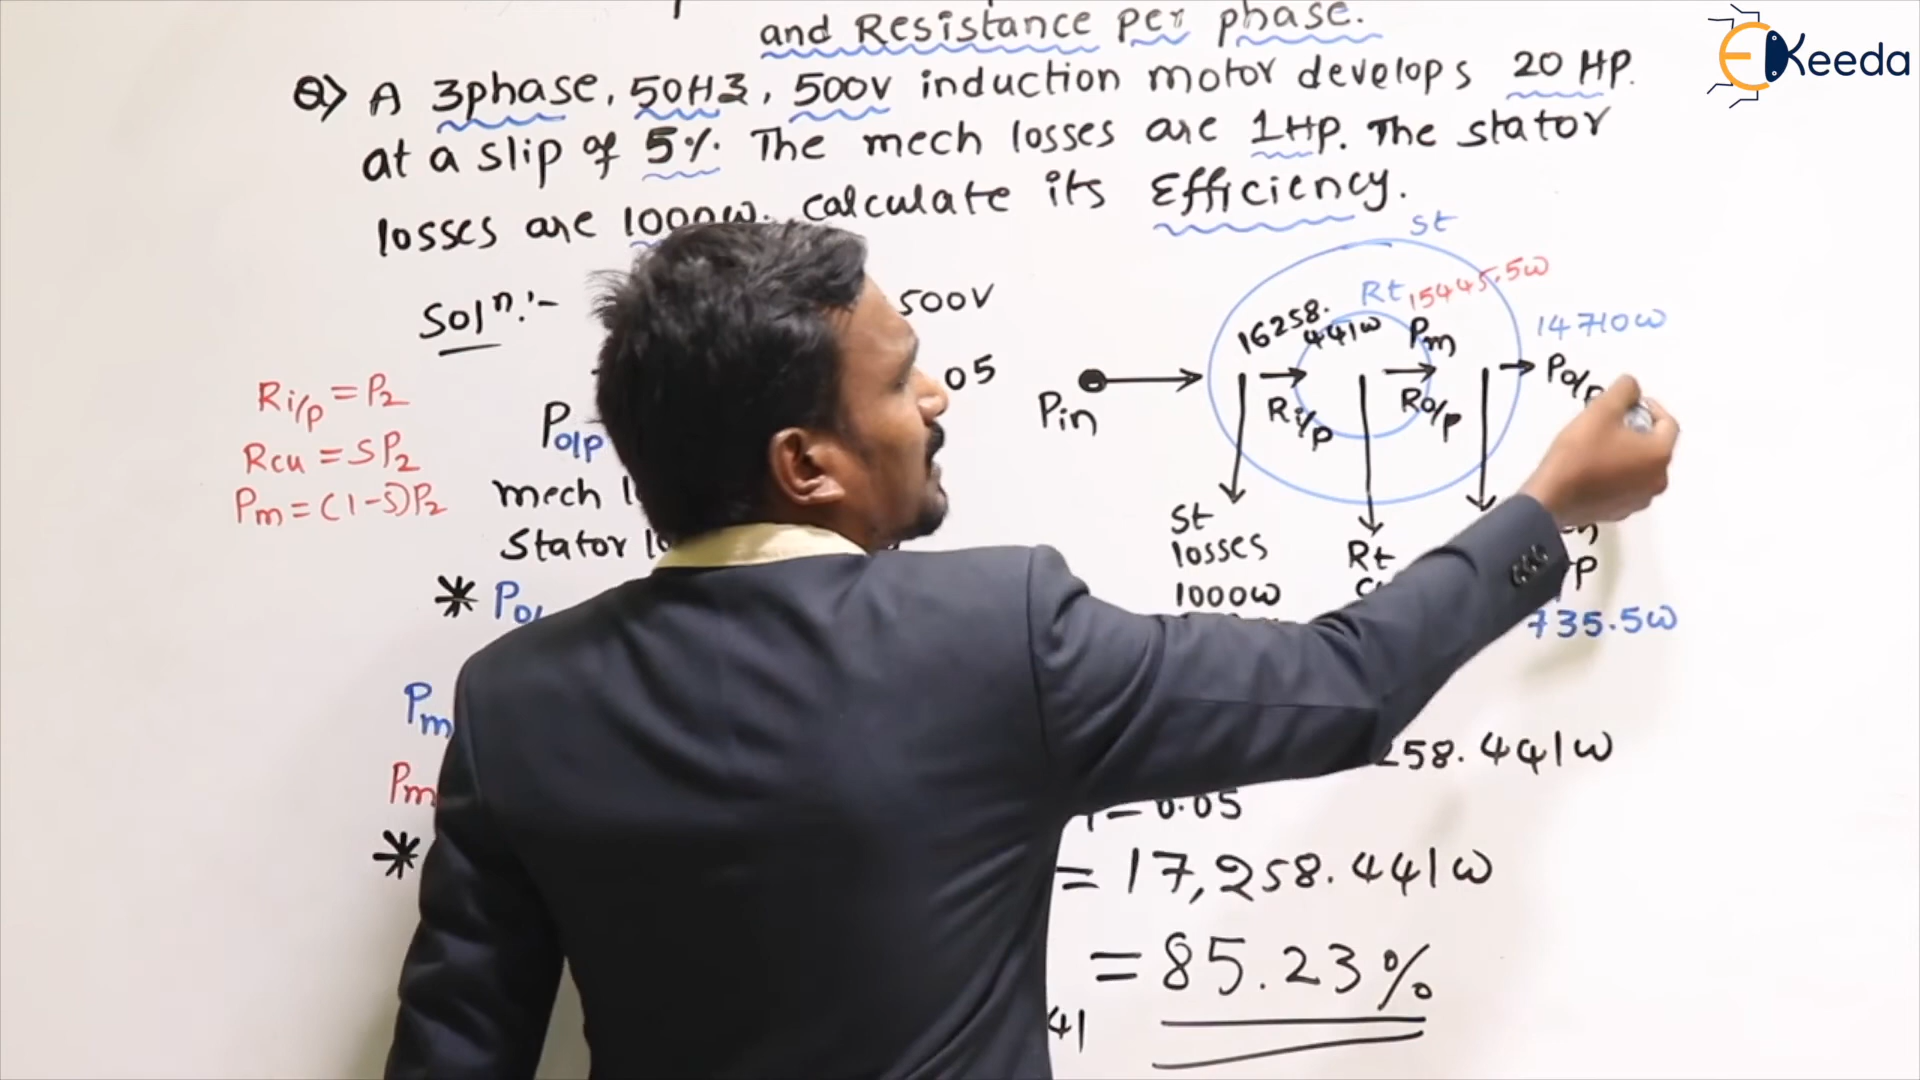 and Resistance per phase.
EKeeda
Q> A 3phase, 50Hz, 500V induction motor develops 20 HP.
at a slip of 5%. The mech losses are 1HP. The stator
losses are 1000W. calculate its Efficiency.
Solⁿ:-
500V
05
Ri/p = P2
Rcu = SP2
Pm = (1-S)P2
Po/p
mech
Stator
*
Pm
Pm
*
St
Rt
15445.5W
16258.
441W
Pm
14710W
Pin
Ri/p
Ro/p
Po/p
St
losses
1000W
Rt
P
735.5W
258.441W
1-0.05
= 17,258.441W
= 85.23%
41